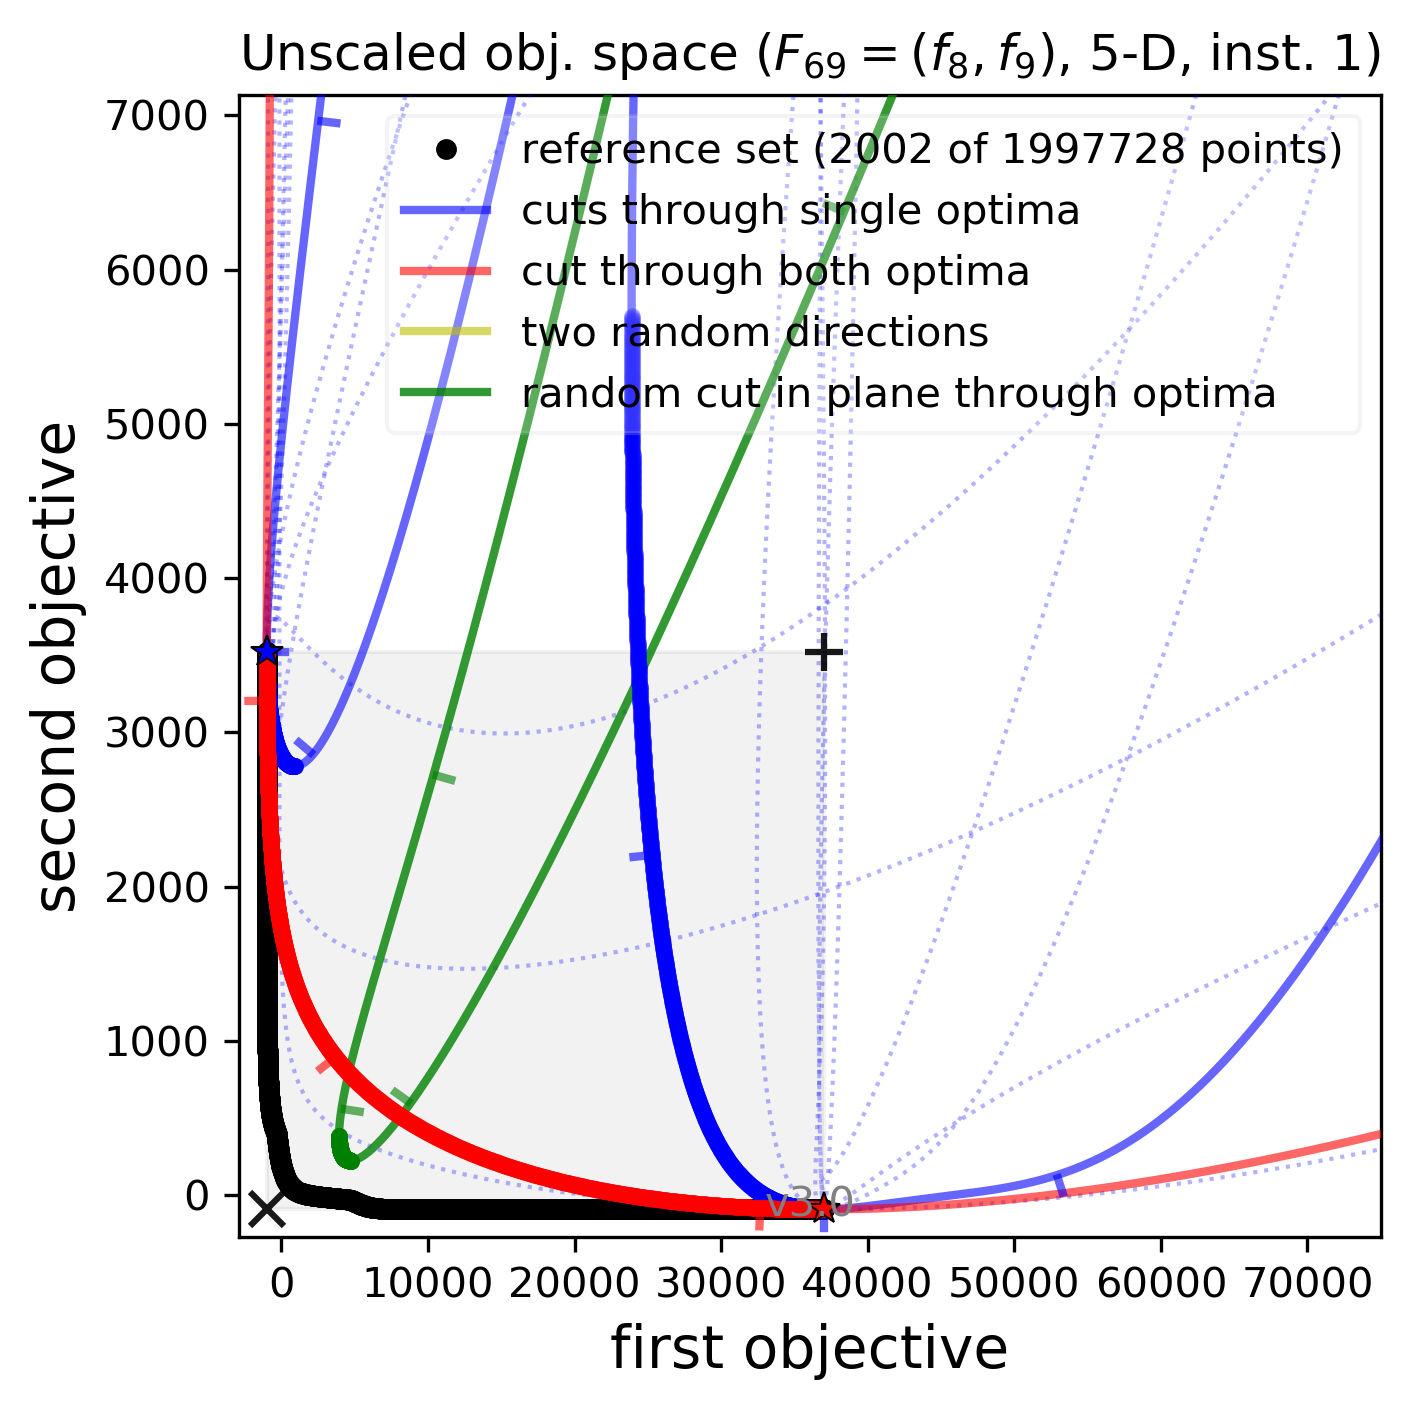 Unscaled obj. space (F69 = (f8, f9), 5-D, inst. 1)
7000
6000
5000
4000
3000
2000
1000
0
second objective
reference set (2002 of 1997728 points)
cuts through single optima
cut through both optima
two random directions
random cut in plane through optima
v3.0
0 10000 20000 30000 40000 50000 60000 70000
first objective